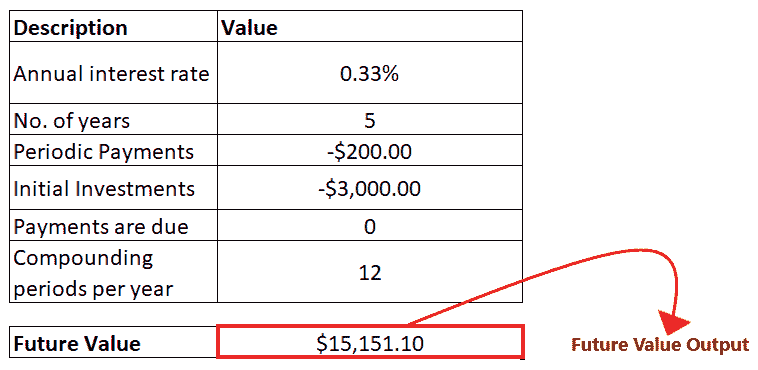 Description Value
Annual interest rate 0.33%
No. of years 5
Periodic Payments -$200.00
Initial Investments -$3,000.00
Payments are due 0
Compounding
periods per year 12
Future Value $15,151.10
Future Value Output